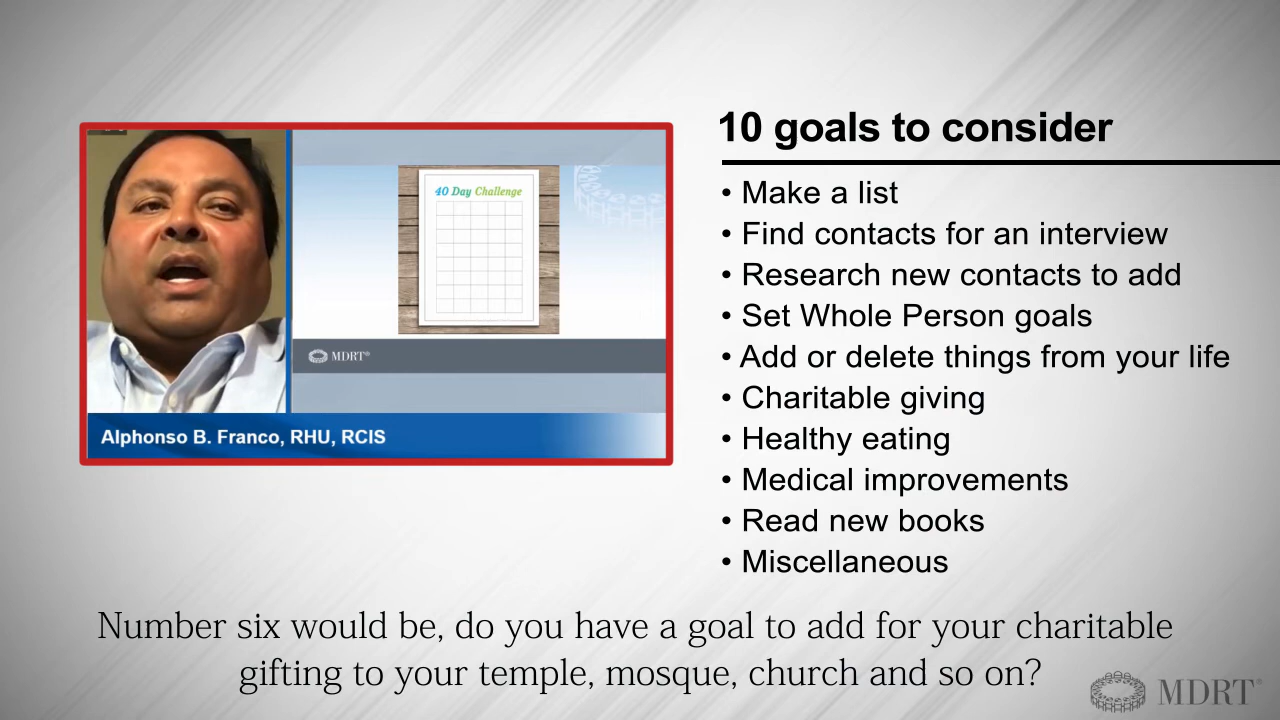 10 goals to consider
• Make a list
• Find contacts for an interview
• Research new contacts to add
• Set Whole Person goals
• Add or delete things from your life
• Charitable giving
• Healthy eating
• Medical improvements
• Read new books
• Miscellaneous
40 Day Challenge
MDRT®
Alphonso B. Franco, RHU, RCIS
Number six would be, do you have a goal to add for your charitable
gifting to your temple, mosque, church and so on?
MDRT®